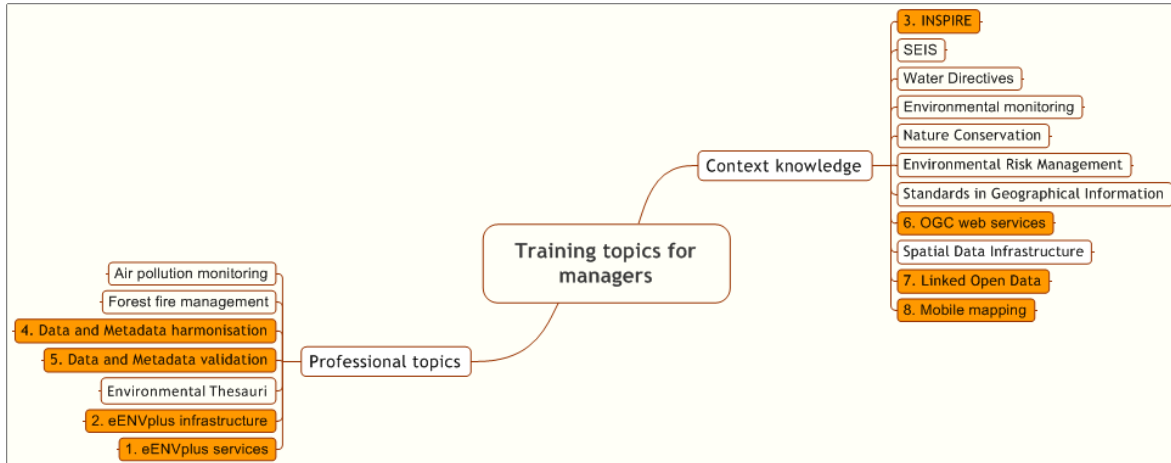 3. INSPIRE
SEIS
Water Directives
Environmental monitoring
Nature Conservation
Context knowledge
Environmental Risk Management
Standards in Geographical Information
6. OGC web services
Spatial Data Infrastructure
7. Linked Open Data
8. Mobile mapping
Training topics for
managers
Air pollution monitoring
Forest fire management
4. Data and Metadata harmonisation
5. Data and Metadata validation
Professional topics
Environmental Thesauri
2. eENVplus infrastructure
1. eENVplus services